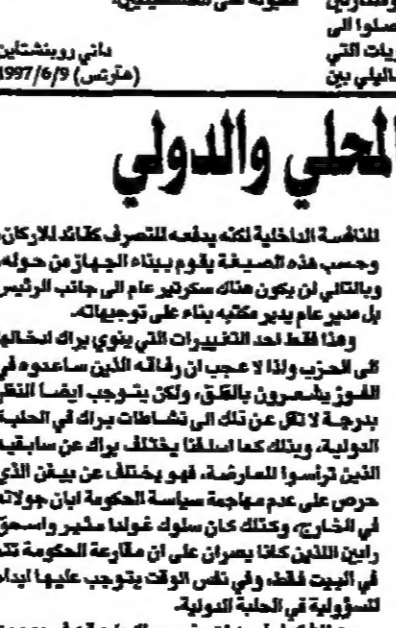 صلوا الى
ريات التي
داني روبنشتاين
(هآرتس) 1997/6/9
المحلي والدولي
للنافسة الداخلية لكنه يدفعه للتصرف كقائد للاركان،
وحسب هذه الصيغة يقوم ببناء الجهاز من حوله،
وبالتالي لن يكون هناك سكرتير عام الى جانب الرئيس
بل مدير عام يدير مكتبه بناء على توجيهاته.
وهذا فقط احد التغييرات التي ينوي براك ادخالها
الى الحزب ولذا لا عجب ان رفاقه الذين ساعدوه في
الفوز يشعرون بالقلق، ولكن يتوجب ايضا النظر
بدرجة لا تقل عن تلك الى نشاطات براك في الحلبة
الدولية، وبذلك كما اسلفنا يختلف براك عن سابقيه
الذين ترأسوا المعارضة، فهو يختلف عن بيغن الذي
حرص على عدم مهاجمة سياسة الحكومة ابان جولاته
في الخارج، وكذلك كان سلوك غولدا مئير واسحق
رابين اللذين كانا يصران على ان مقارعة الحكومة تتم
في البيت فقط، وفي نفس الوقت يتوجب عليها ابداء
المسؤولية في الحلبة الدولية.